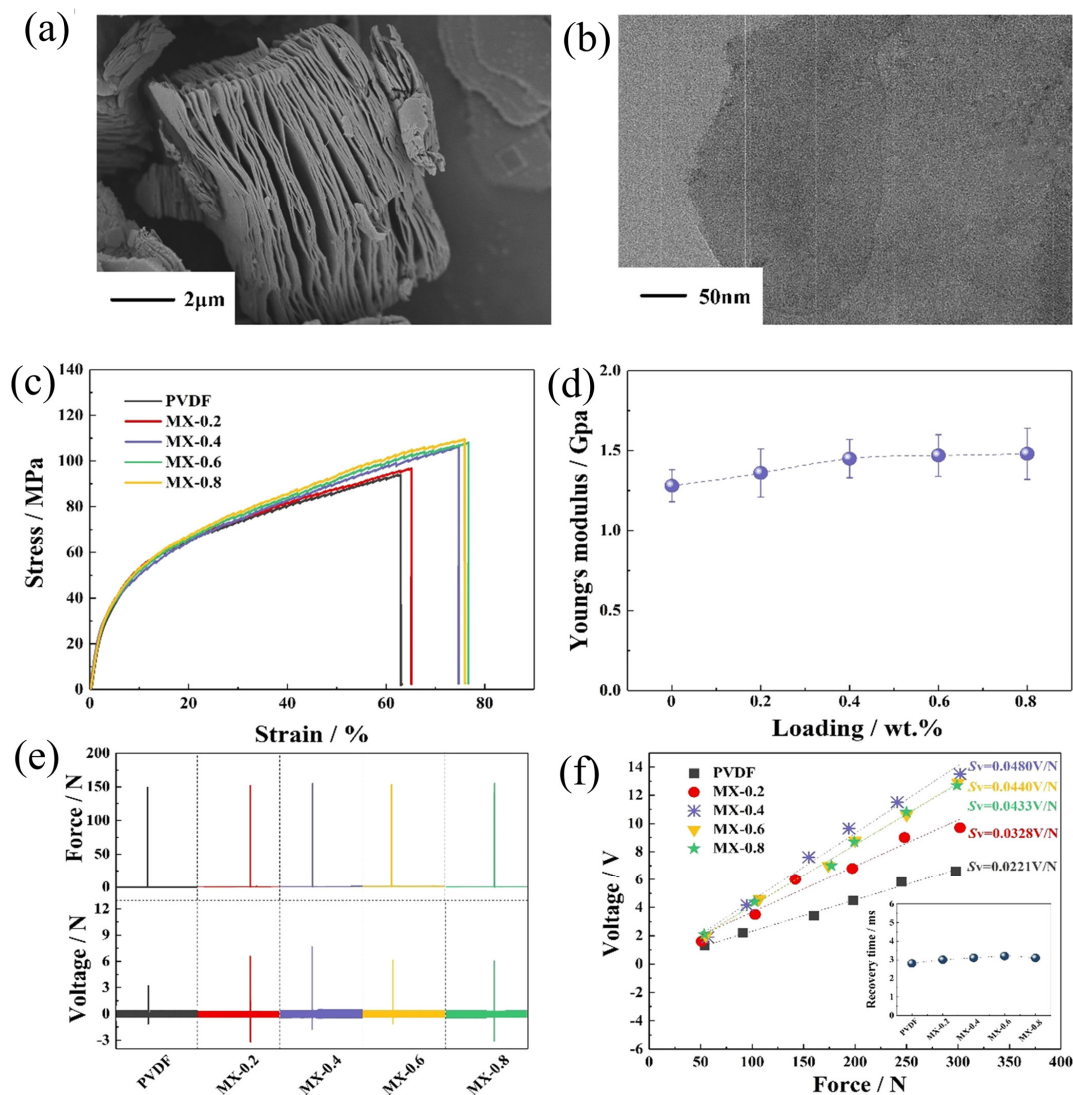 (a)
2μm
(b)
50nm
(c)
140
120
100
80
60
40
20
0
Stress / MPa
PVDF
MX-0.2
MX-0.4
MX-0.6
MX-0.8
0
20
40
60
80
Strain / %
(d)
2.0
1.5
1.0
0.5
0.0
Young's modulus / Gpa
0
0.2
0.4
0.6
0.8
Loading / wt.%
(e)
200
150
100
50
0
Force / N
12
9
6
3
0
-3
Voltage / N
PVDF
MX-0.2
MX-0.4
MX-0.6
MX-0.8
(f)
14
12
10
8
6
4
2
0
-2
-4
-6
Voltage / V
PVDF
MX-0.2
MX-0.4
MX-0.6
MX-0.8
Sv=0.0480V/N
Sv=0.0440V/N
Sv=0.0433V/N
Sv=0.0328V/N
Sv=0.0221V/N
6
5
4
3
2
1
0
Recovery time / ms
PVDF
MX-0.2
MX-0.4
MX-0.6
MX-0.8
0
50
100
150
200
250
300
350
400
Force / N